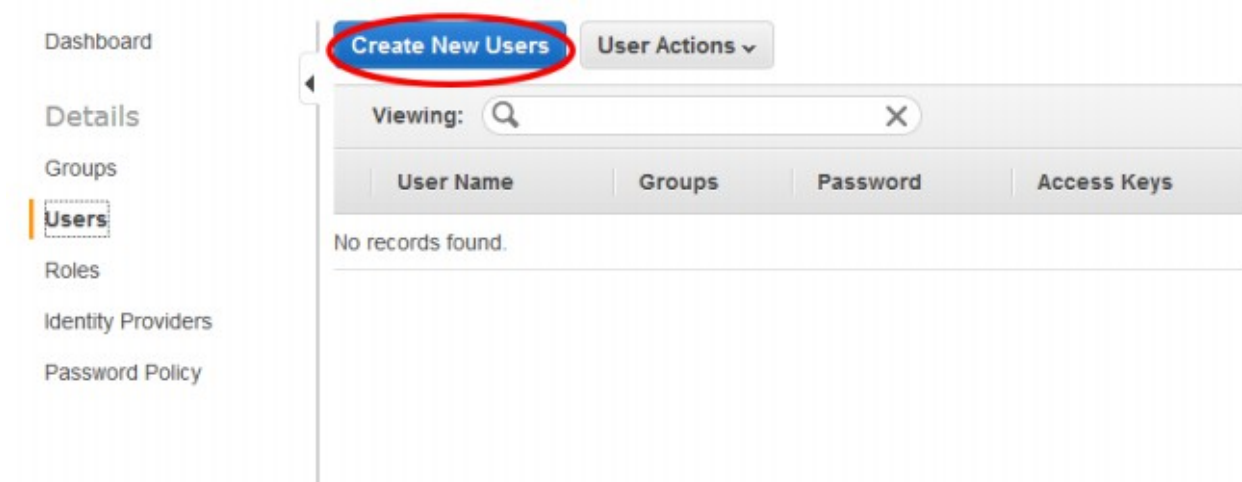 Dashboard
Details
Groups
Users
Roles
Identity Providers
Password Policy
Create New Users
User Actions
Viewing:
User Name
Groups
Password
Access Keys
No records found.